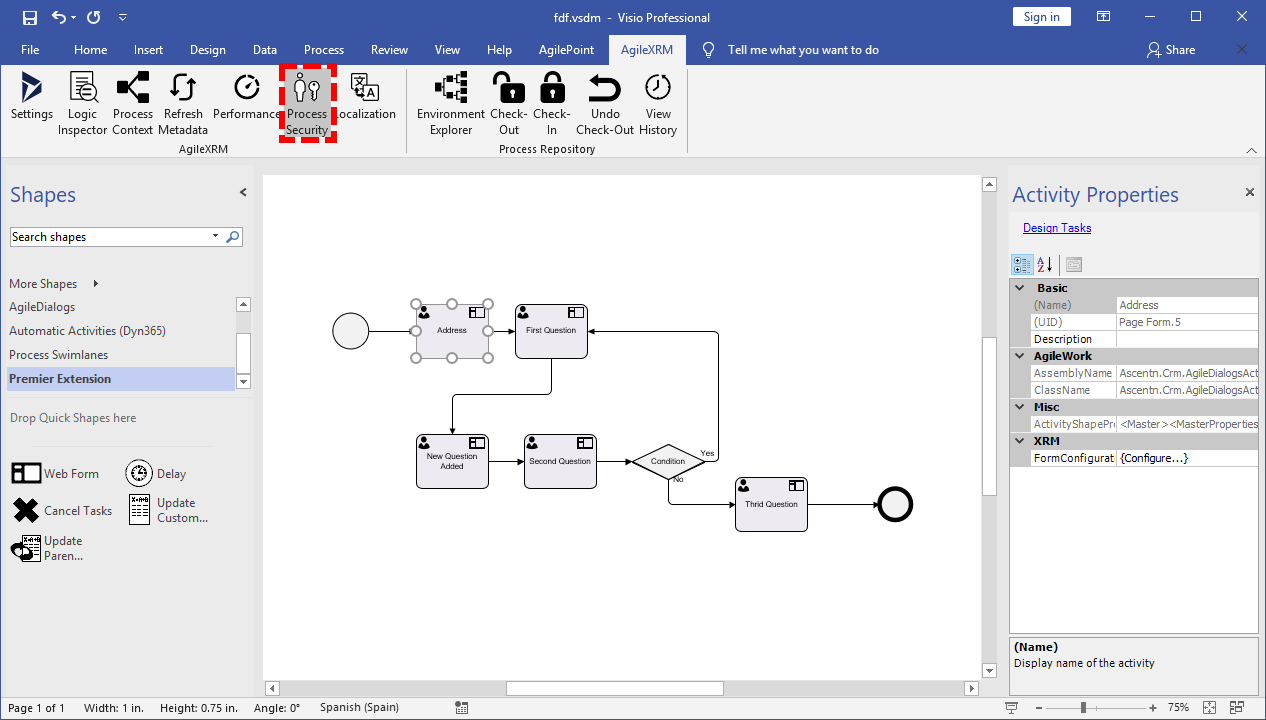 fdf.vsdm - Visio Professional
Sign in
File Home Insert Design Data Process Review View Help AgilePoint AgileXRM Tell me what you want to do Share
Settings
Logic Inspector
Process Context
Refresh Metadata
Performance
Process Security
ocalization
AgileXRM
Environment Explorer
Check-Out
Check-In
Undo Check-Out
View History
Process Repository
Shapes
Search shapes
More Shapes
AgileDialogs
Automatic Activities (Dyn365)
Process Swimlanes
Premier Extension
Drop Quick Shapes here
Web Form
Delay
Cancel Tasks
Update Custom...
Update Paren...
Address
First Question
New Question
Added
Second Question
Condition
Yes
No
Thrid Question
Activity Properties
Design Tasks
Basic
(Name) Address
(UID) Page Form.5
Description
AgileWork
AssemblyName Ascentn.Crm.AgileDialogsAct
ClassName Ascentn.Crm.AgileDialogsAct
Misc
ActivityShapePro <Master><MasterProperties
XRM
FormConfigurati {Configure...}
(Name)
Display name of the activity
Page 1 of 1 Width: 1 in. Height: 0.75 in. Angle: 0° Spanish (Spain) 75%